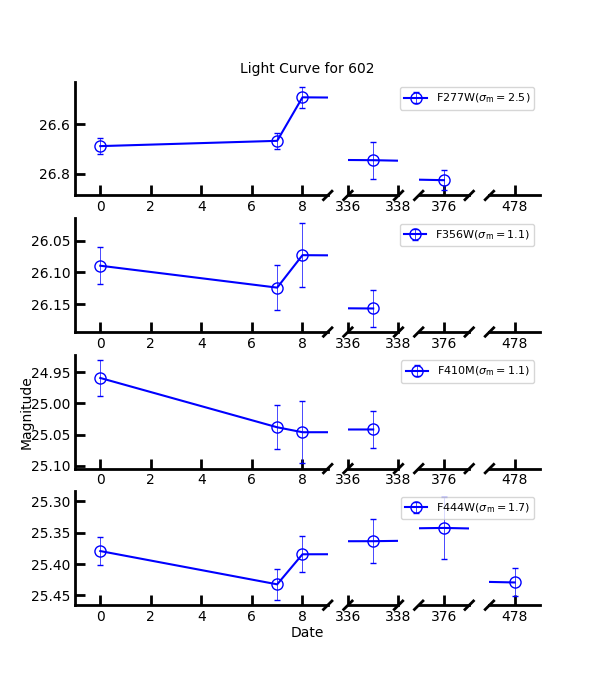 Light Curve for 602
F277W(σm = 2.5)
26.6
26.8
0 2 4 6 8 336 338 376 478
F356W(σm = 1.1)
26.05
26.10
26.15
0 2 4 6 8 336 338 376 478
F410M(σm = 1.1)
24.95
25.00
25.05
25.10
0 2 4 6 8 336 338 376 478
Magnitude
F444W(σm = 1.7)
25.30
25.35
25.40
25.45
0 2 4 6 8 336 338 376 478
Date